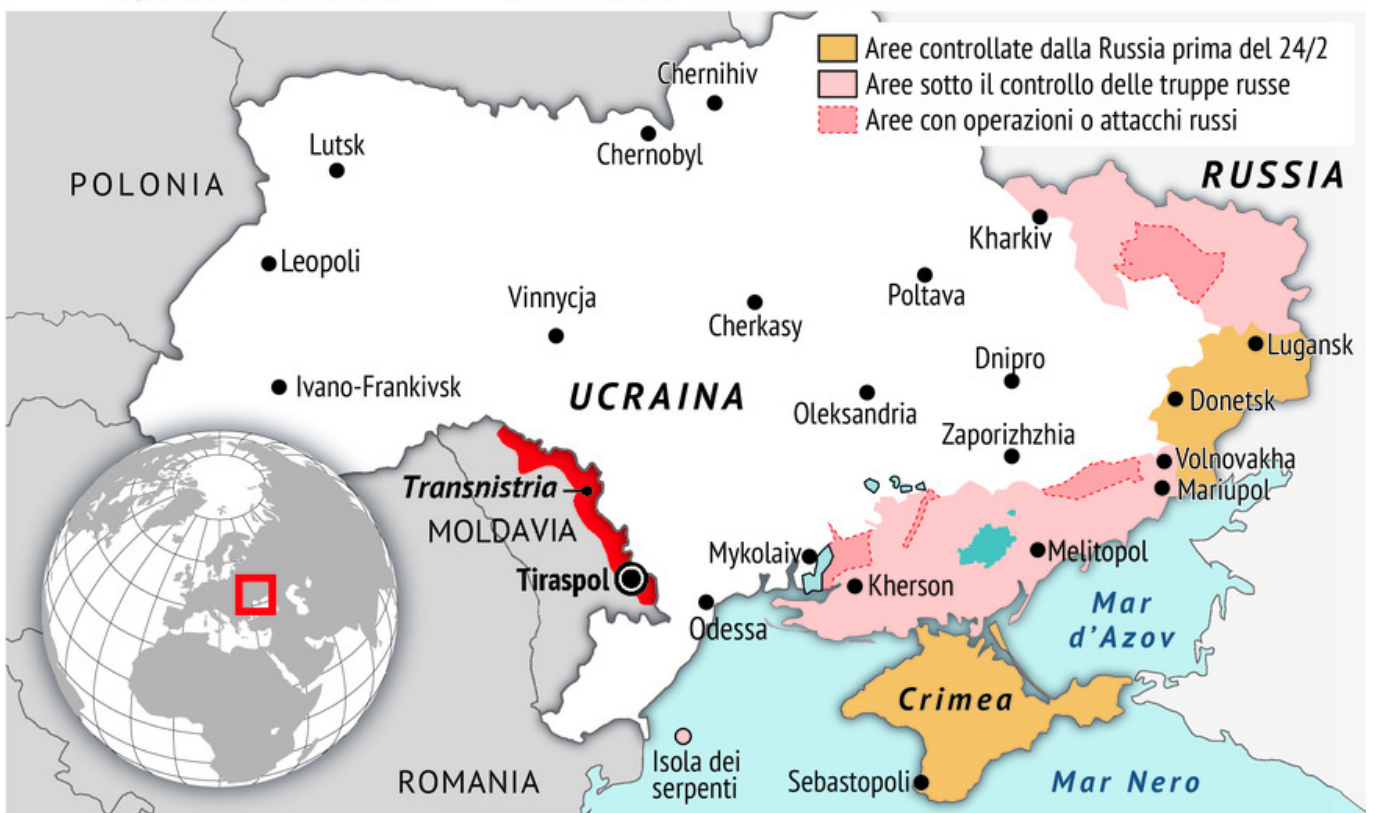 Aree controllate dalla Russia prima del 24/2
Aree sotto il controllo delle truppe russe
Aree con operazioni o attacchi russi
Chernihiv
Chernobyl
Lutsk
POLONIA
RUSSIA
Kharkiv
Leopoli
Vinnycja
Cherkasy
Poltava
Lugansk
Dnipro
Ivano-Frankivsk
UCRAINA
Oleksandria
Donetsk
Zaporizhzhia
Volnovakha
Transnistria
Mariupol
MOLDAVIA
Mykolaiv
Melitopol
Tiraspol
Kherson
Odessa
Mar
d'Azov
Crimea
Isola dei
serpenti
ROMANIA
Sebastopoli
Mar Nero